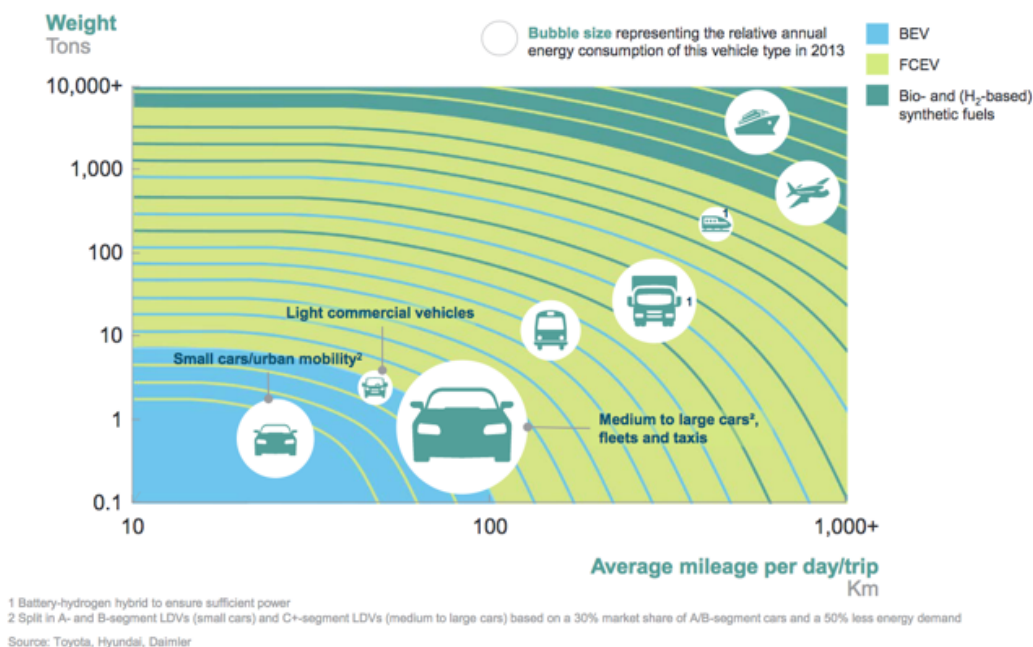 Weight
Tons
Bubble size representing the relative annual
energy consumption of this vehicle type in 2013
BEV
FCEV
Bio- and (H₂-based)
synthetic fuels
10,000+
1,000
100
10
1
0.1
1
1
Light commercial vehicles
Small cars/urban mobility²
Medium to large cars²,
fleets and taxis
10
100
1,000+
Average mileage per day/trip
Km
1 Battery-hydrogen hybrid to ensure sufficient power
2 Split in A- and B-segment LDVs (small cars) and C+-segment LDVs (medium to large cars) based on a 30% market share of A/B-segment cars and a 50% less energy demand
Source: Toyota, Hyundai, Daimler